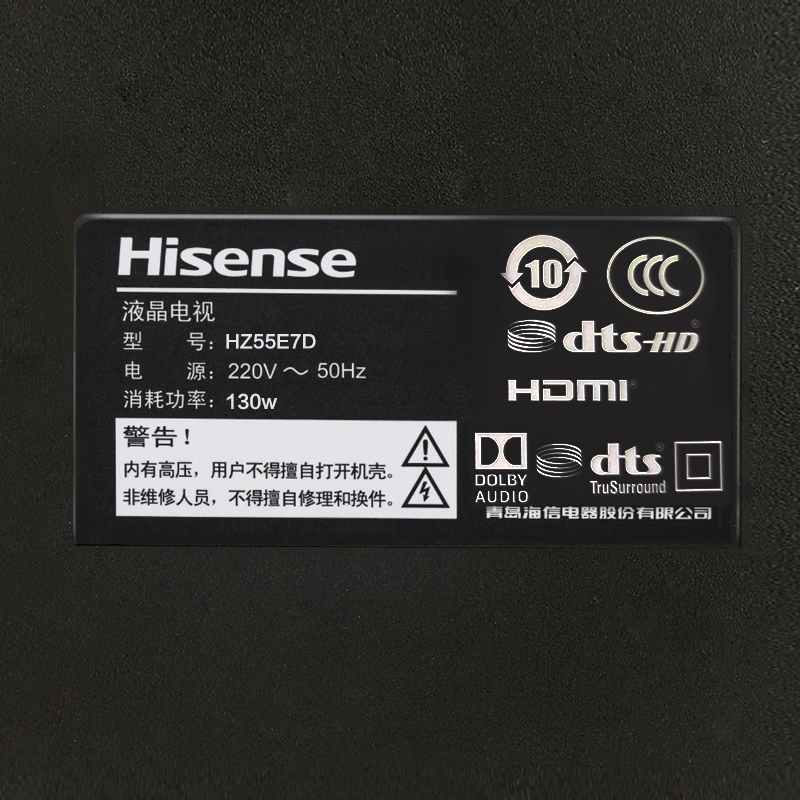 Hisense
液晶电视
型 号: HZ55E7D
电 源: 220V ～ 50Hz
消耗功率: 130w
警告！
内有高压，用户不得擅自打开机壳。
非维修人员，不得擅自修理和换件。
10
CCC
dts-HD
HDMI
DOLBY
AUDIO
dts
TruSurround
青岛海信电器股份有限公司